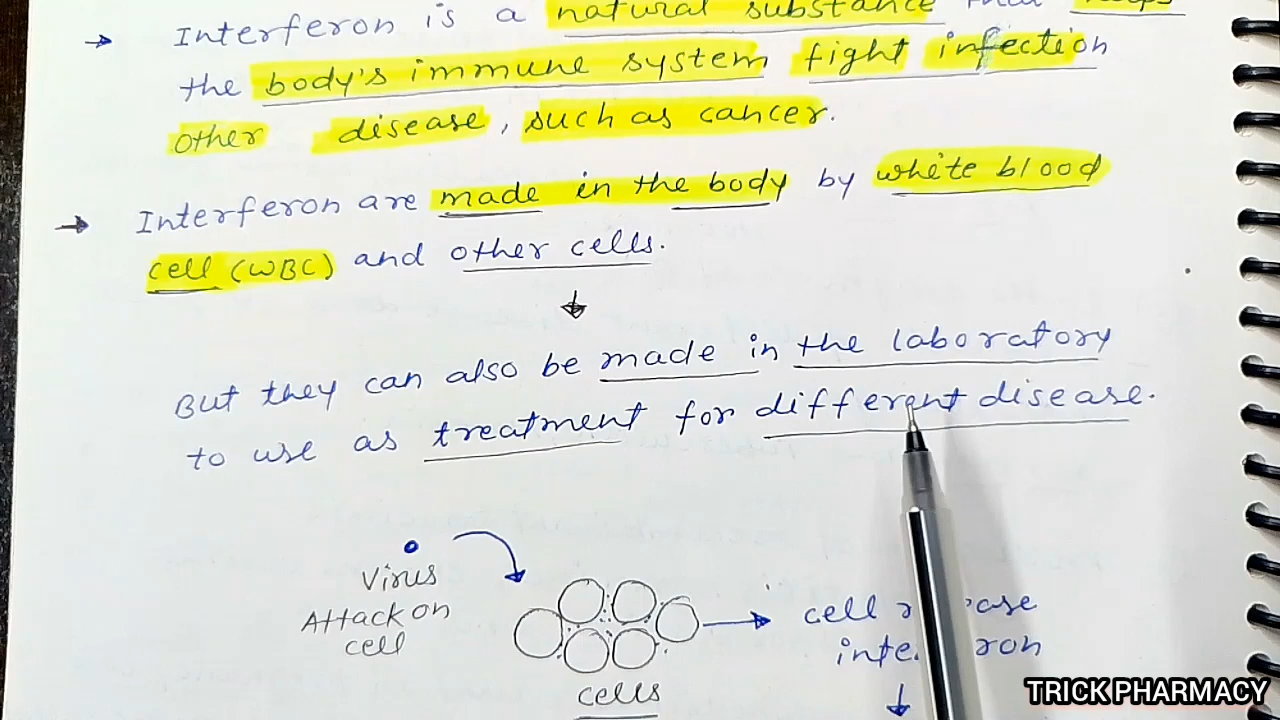 Interferon is a natural substance that helps
the body's immune system fight infection
other disease, such as cancer.
Interferon are made in the body by white blood
cell (WBC) and other cells.
But they can also be made in the laboratory
to use as treatment for different disease.
Virus
Attack on
cell
cells
cell
TRICK PHARMACY